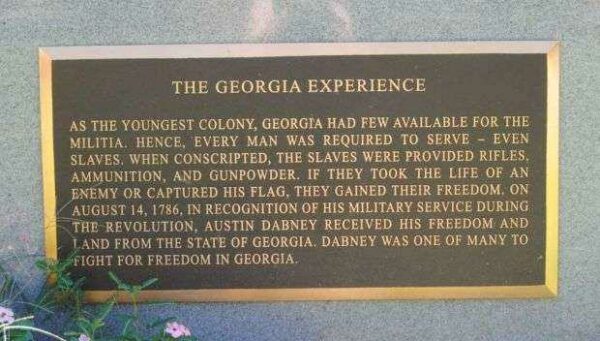 THE GEORGIA EXPERIENCE
AS THE YOUNGEST COLONY, GEORGIA HAD FEW AVAILABLE FOR THE
MILITIA. HENCE, EVERY MAN WAS REQUIRED TO SERVE – EVEN
SLAVES. WHEN CONSCRIPTED, THE SLAVES WERE PROVIDED RIFLES,
AMMUNITION, AND GUNPOWDER. IF THEY TOOK THE LIFE OF AN
ENEMY OR CAPTURED HIS FLAG, THEY GAINED THEIR FREEDOM. ON
AUGUST 14, 1786, IN RECOGNITION OF HIS MILITARY SERVICE DURING
THE REVOLUTION, AUSTIN DABNEY RECEIVED HIS FREEDOM AND
LAND FROM THE STATE OF GEORGIA. DABNEY WAS ONE OF MANY TO
FIGHT FOR FREEDOM IN GEORGIA.